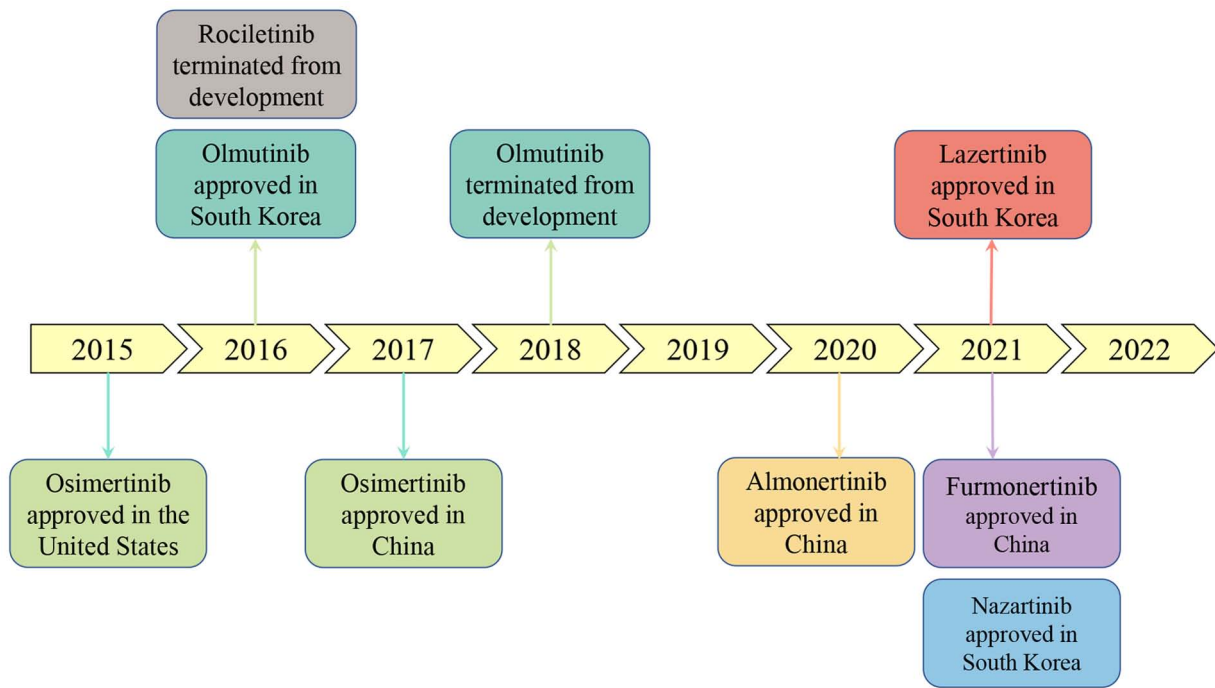 Rociletinib
terminated from
development
Olmutinib
approved in
South Korea
Olmutinib
terminated from
development
Lazertinib
approved in
South Korea
2015
2016
2017
2018
2019
2020
2021
2022
Osimertinib
approved in the
United States
Osimertinib
approved in
China
Almonertinib
approved in
China
Furmonertinib
approved in
China
Nazartinib
approved in
South Korea